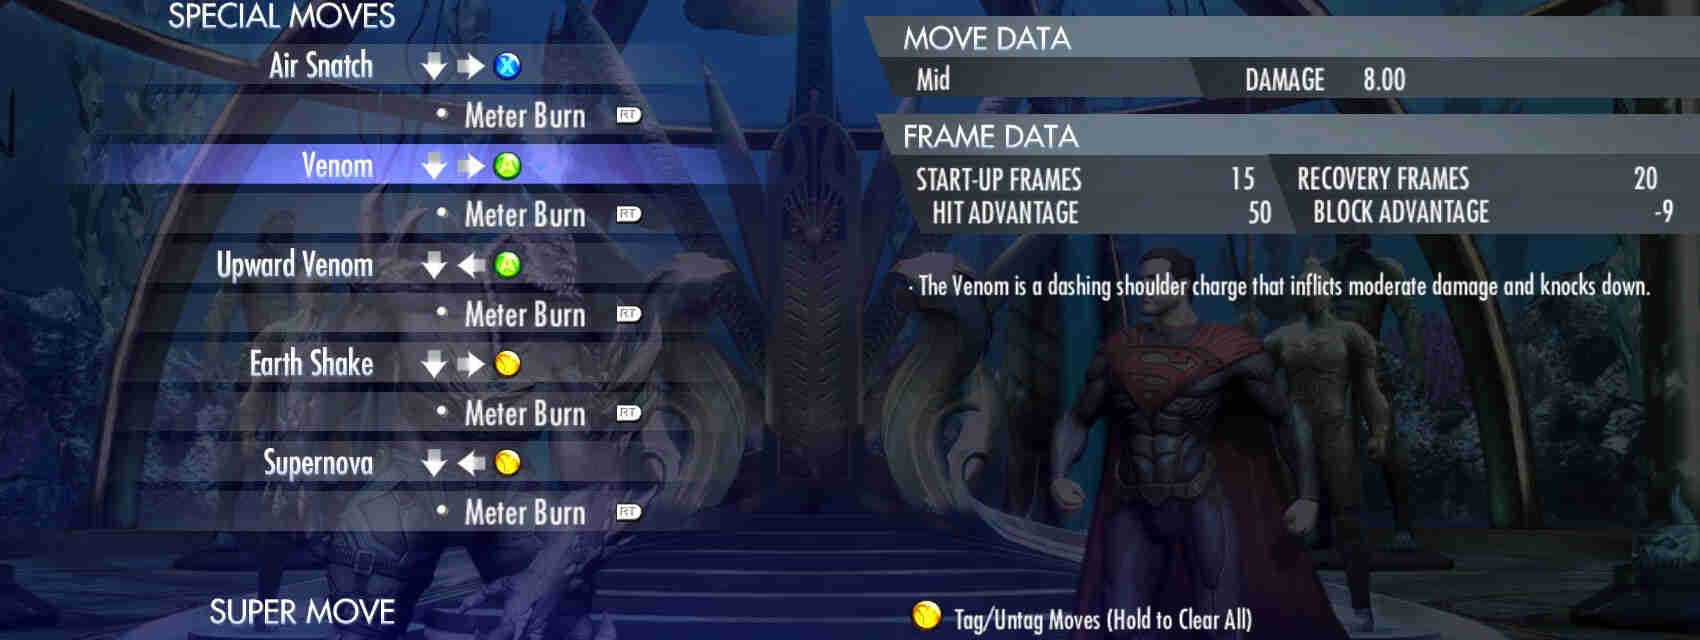 SPECIAL MOVES
Air Snatch X
Meter Burn RT
Venom A
Meter Burn RT
Upward Venom A
Meter Burn RT
Earth Shake Y
Meter Burn RT
Supernova Y
Meter Burn RT
SUPER MOVE
MOVE DATA
Mid DAMAGE 8.00
FRAME DATA
START-UP FRAMES 15 RECOVERY FRAMES 20
HIT ADVANTAGE 50 BLOCK ADVANTAGE -9
· The Venom is a dashing shoulder charge that inflicts moderate damage and knocks down.
Y Tag/Untag Moves (Hold to Clear All)